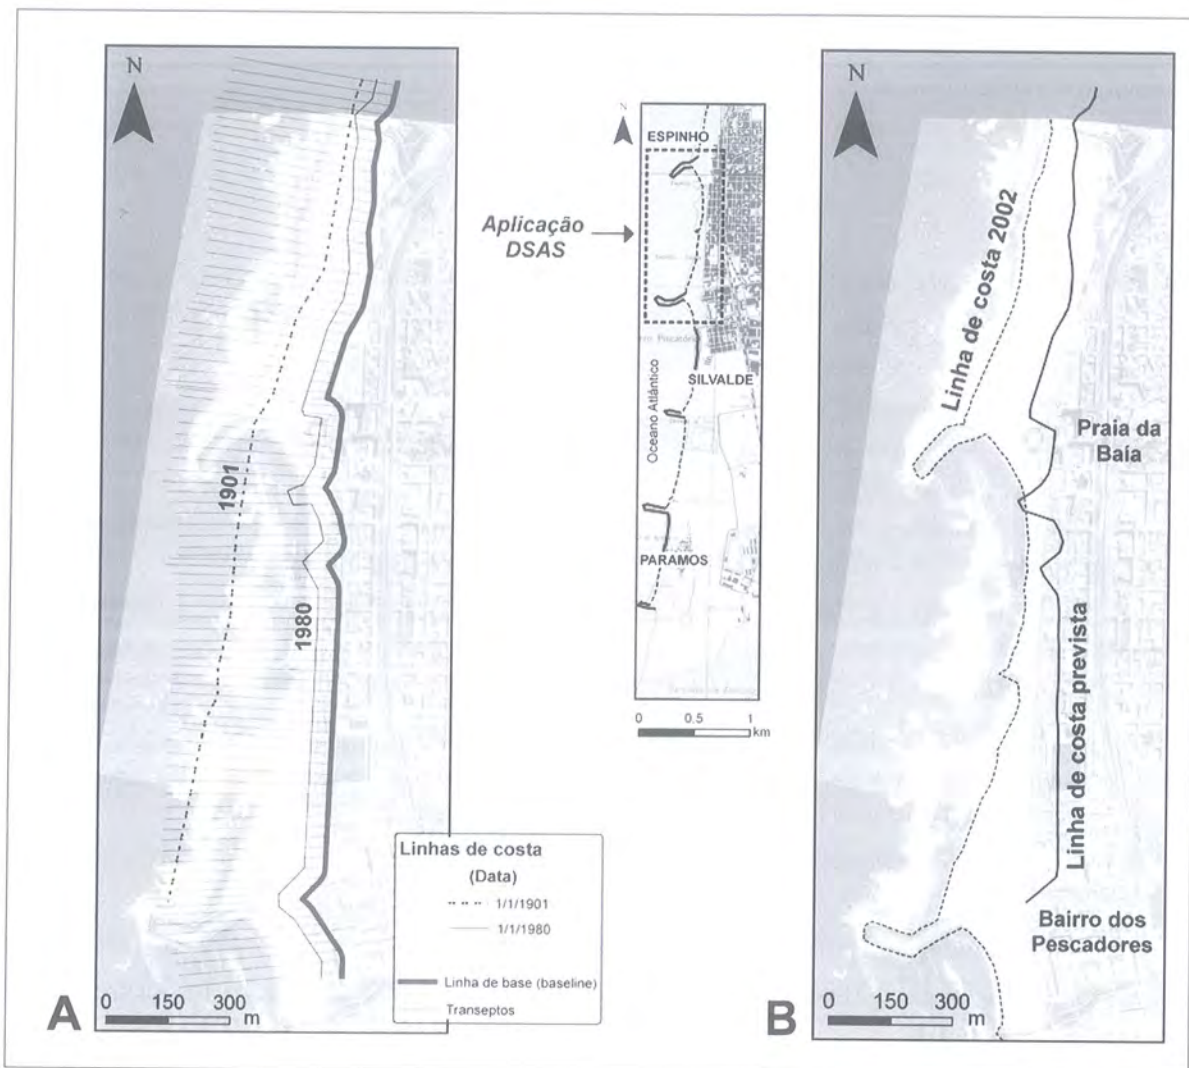 N
1901
1980
Linhas de costa
(Data)
1/1/1901
1/1/1980
Linha de base (baseline)
Transeptos
A
0 150 300
m
Aplicação
DSAS
N
ESPINHO
Oceano Atlântico
SILVALDE
PARAMOS
0 0.5 1
km
N
Linha de costa 2002
Praia da
Baía
Linha de costa prevista
Bairro dos
Pescadores
B
0 150 300
m